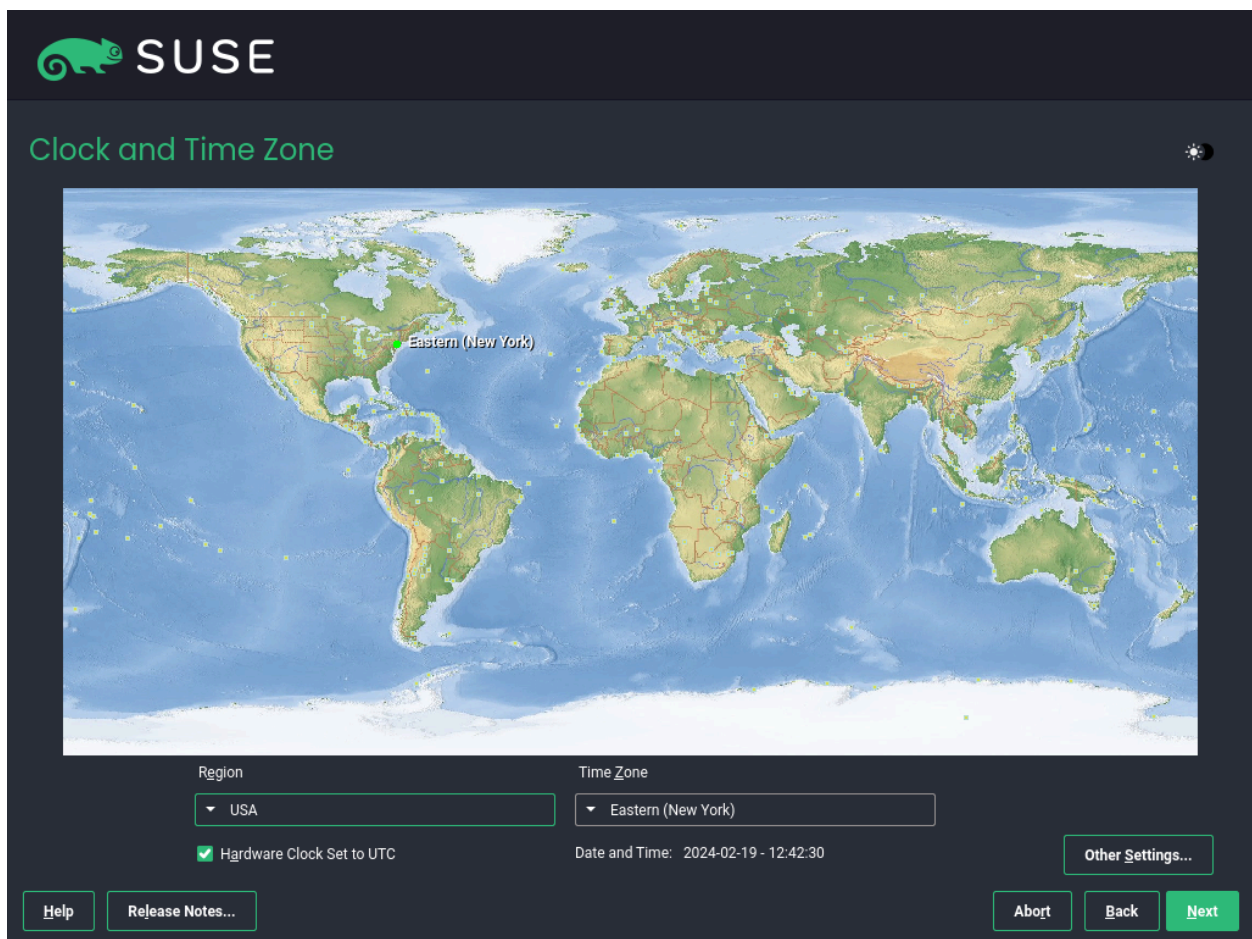 SUSE
Clock and Time Zone
Eastern (New York)
Region
Time Zone
USA
Eastern (New York)
Hardware Clock Set to UTC
Date and Time: 2024-02-19 - 12:42:30
Other Settings...
Help
Release Notes...
Abort
Back
Next